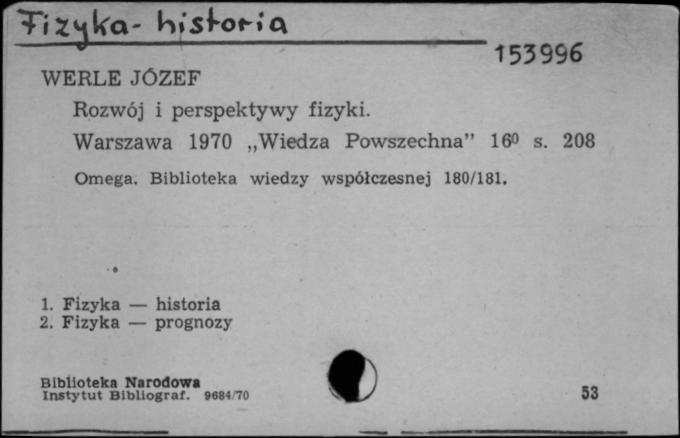 Fizyka - historia
153996
WERLE JÓZEF
Rozwój i perspektywy fizyki.
Warszawa 1970 „Wiedza Powszechna” 16⁰ s. 208
Omega. Biblioteka wiedzy współczesnej 180/181.
1. Fizyka — historia
2. Fizyka — prognozy
Biblioteka Narodowa
Instytut Bibliograf. 9684/70
53